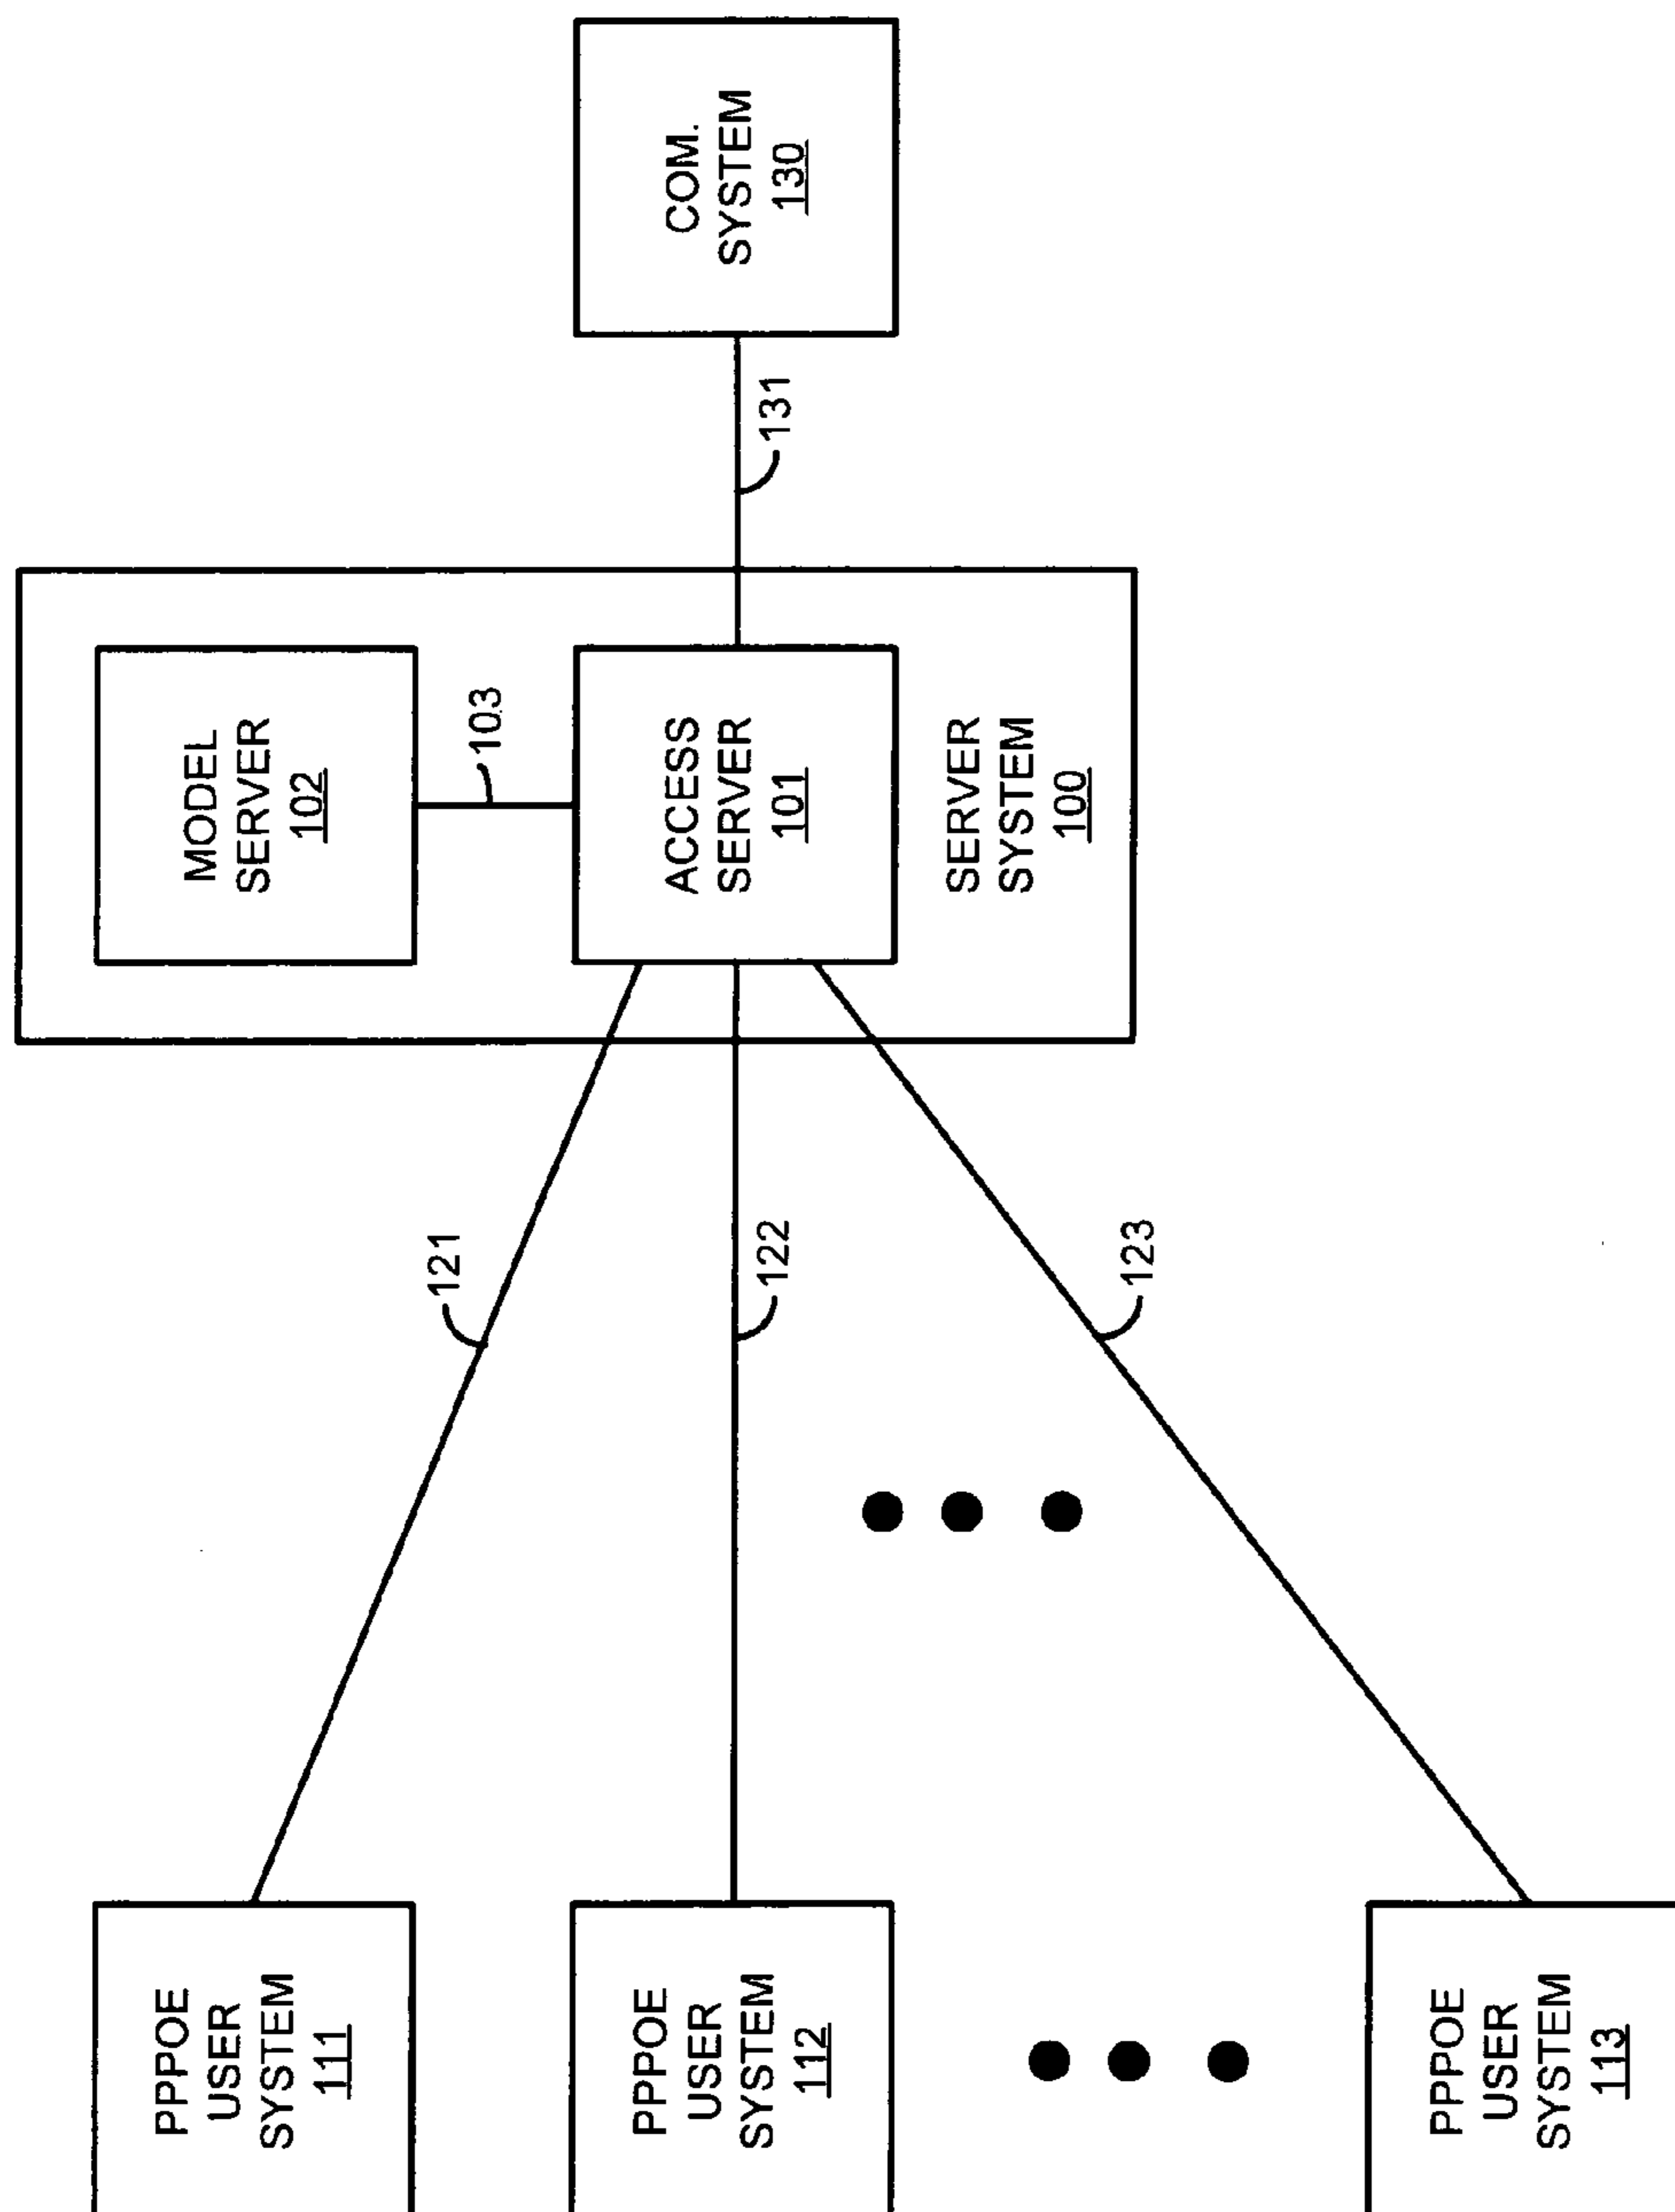 PPPOE
USER
SYSTEM
111
PPPOE
USER
SYSTEM
112
PPPOE
USER
SYSTEM
113
121
122
123
MODEL
SERVER
102
103
ACCESS
SERVER
101
SERVER
SYSTEM
100
131
COM.
SYSTEM
130